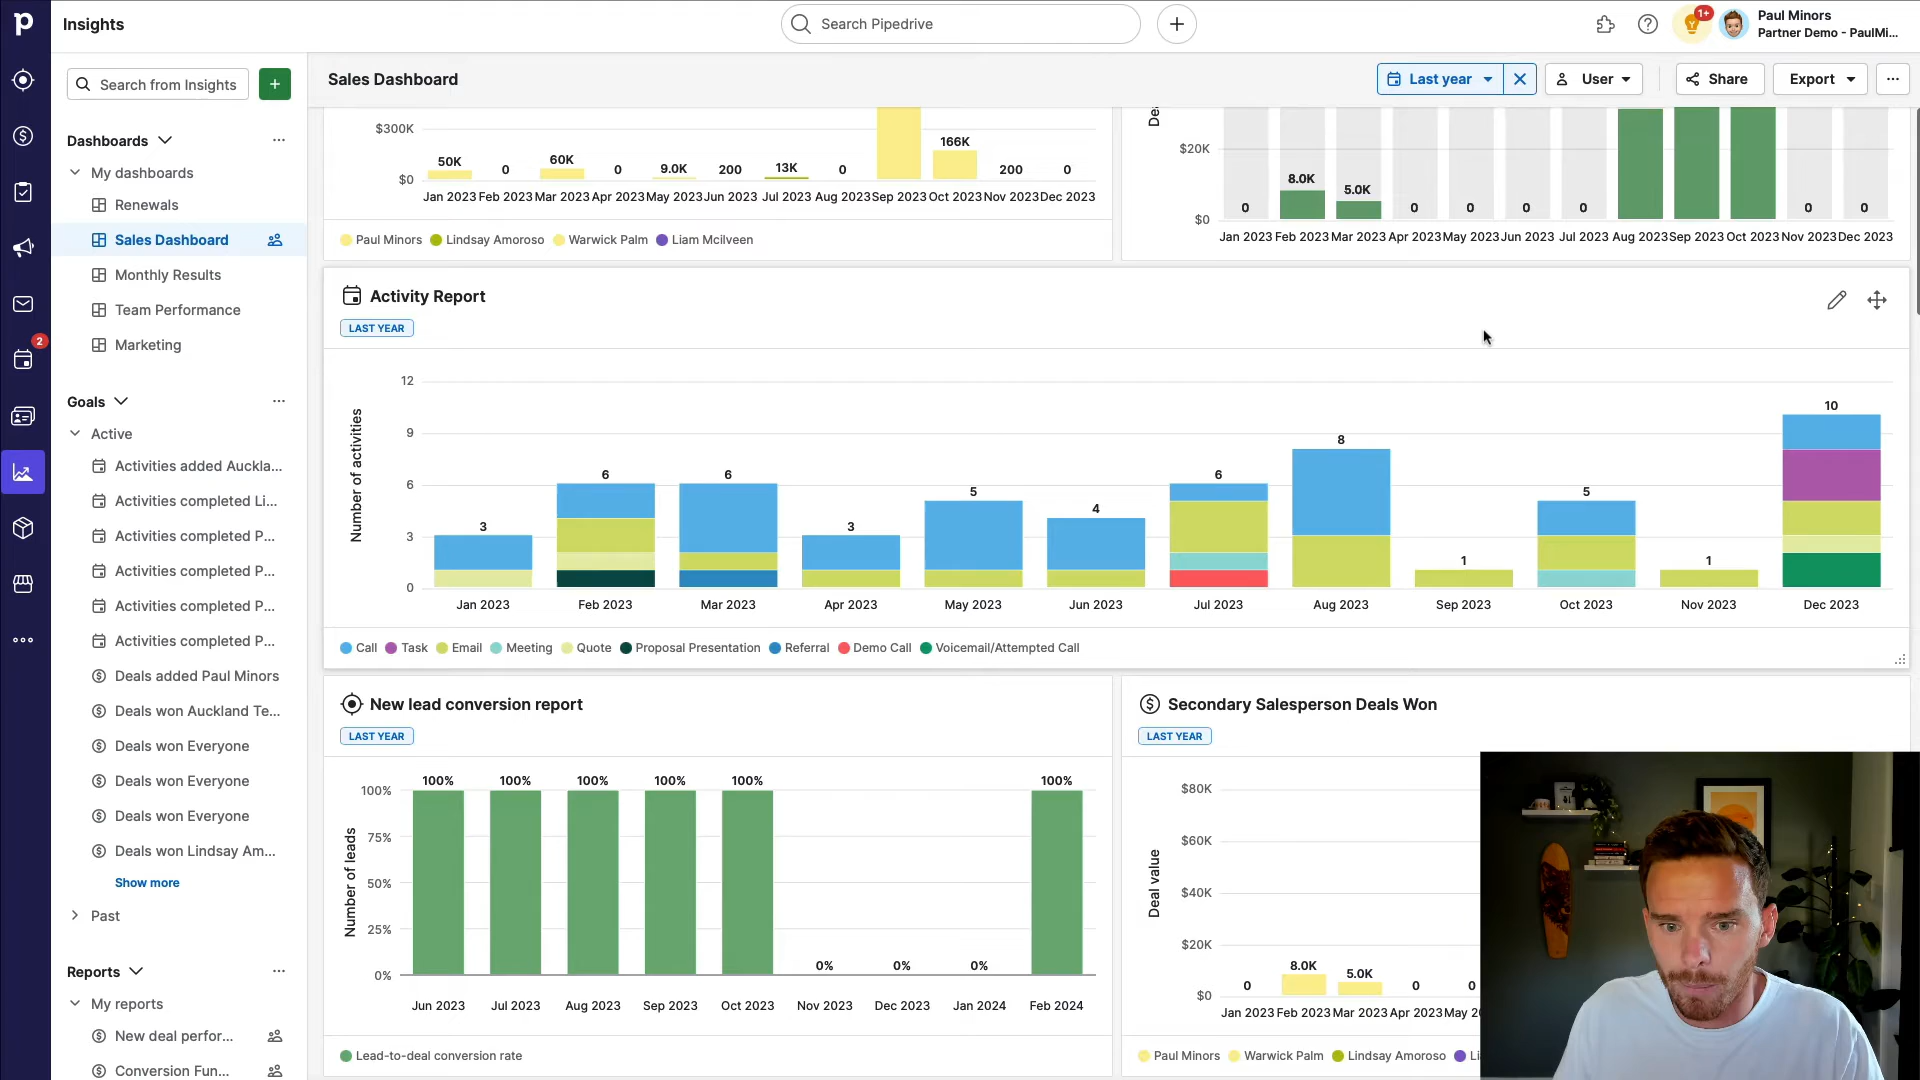 Insights
Search Pipedrive
1+
Paul Minors
Partner Demo - PaulMi...
Search from Insights
Sales Dashboard
Last year
User
Share
Export
Dashboards
My dashboards
Renewals
Sales Dashboard
Monthly Results
Team Performance
Marketing
2
Goals
Active
Activities added Auckla...
Activities completed Li...
Activities completed P...
Activities completed P...
Activities completed P...
Activities completed P...
Deals added Paul Minors
Deals won Auckland Te...
Deals won Everyone
Deals won Everyone
Deals won Everyone
Deals won Lindsay Am...
Show more
Past
Reports
My reports
New deal perfor...
Conversion Fun...
$300K
$0
50K 0 60K 0 9.0K 200 13K 0 166K 200 0
Jan 2023 Feb 2023 Mar 2023 Apr 2023 May 2023 Jun 2023 Jul 2023 Aug 2023 Sep 2023 Oct 2023 Nov 2023 Dec 2023
Paul Minors Lindsay Amoroso Warwick Palm Liam Mcilveen
De
$20K
$0
0 8.0K 5.0K 0 0 0 0 0 0
Jan 2023 Feb 2023 Mar 2023 Apr 2023 May 2023 Jun 2023 Jul 2023 Aug 2023 Sep 2023 Oct 2023 Nov 2023 Dec 2023
Activity Report
LAST YEAR
Number of activities
12
9
6
3
0
3 6 6 3 5 4 6 8 1 5 1 10
Jan 2023 Feb 2023 Mar 2023 Apr 2023 May 2023 Jun 2023 Jul 2023 Aug 2023 Sep 2023 Oct 2023 Nov 2023 Dec 2023
Call Task Email Meeting Quote Proposal Presentation Referral Demo Call Voicemail/Attempted Call
New lead conversion report
LAST YEAR
Number of leads
100%
75%
50%
25%
0%
100% 100% 100% 100% 100% 0% 0% 0% 100%
Jun 2023 Jul 2023 Aug 2023 Sep 2023 Oct 2023 Nov 2023 Dec 2023 Jan 2024 Feb 2024
Lead-to-deal conversion rate
Secondary Salesperson Deals Won
LAST YEAR
Deal value
$80K
$60K
$40K
$20K
$0
0 8.0K 5.0K 0 0
Jan 2023 Feb 2023 Mar 2023 Apr 2023 May 2
Paul Minors Warwick Palm Lindsay Amoroso Li